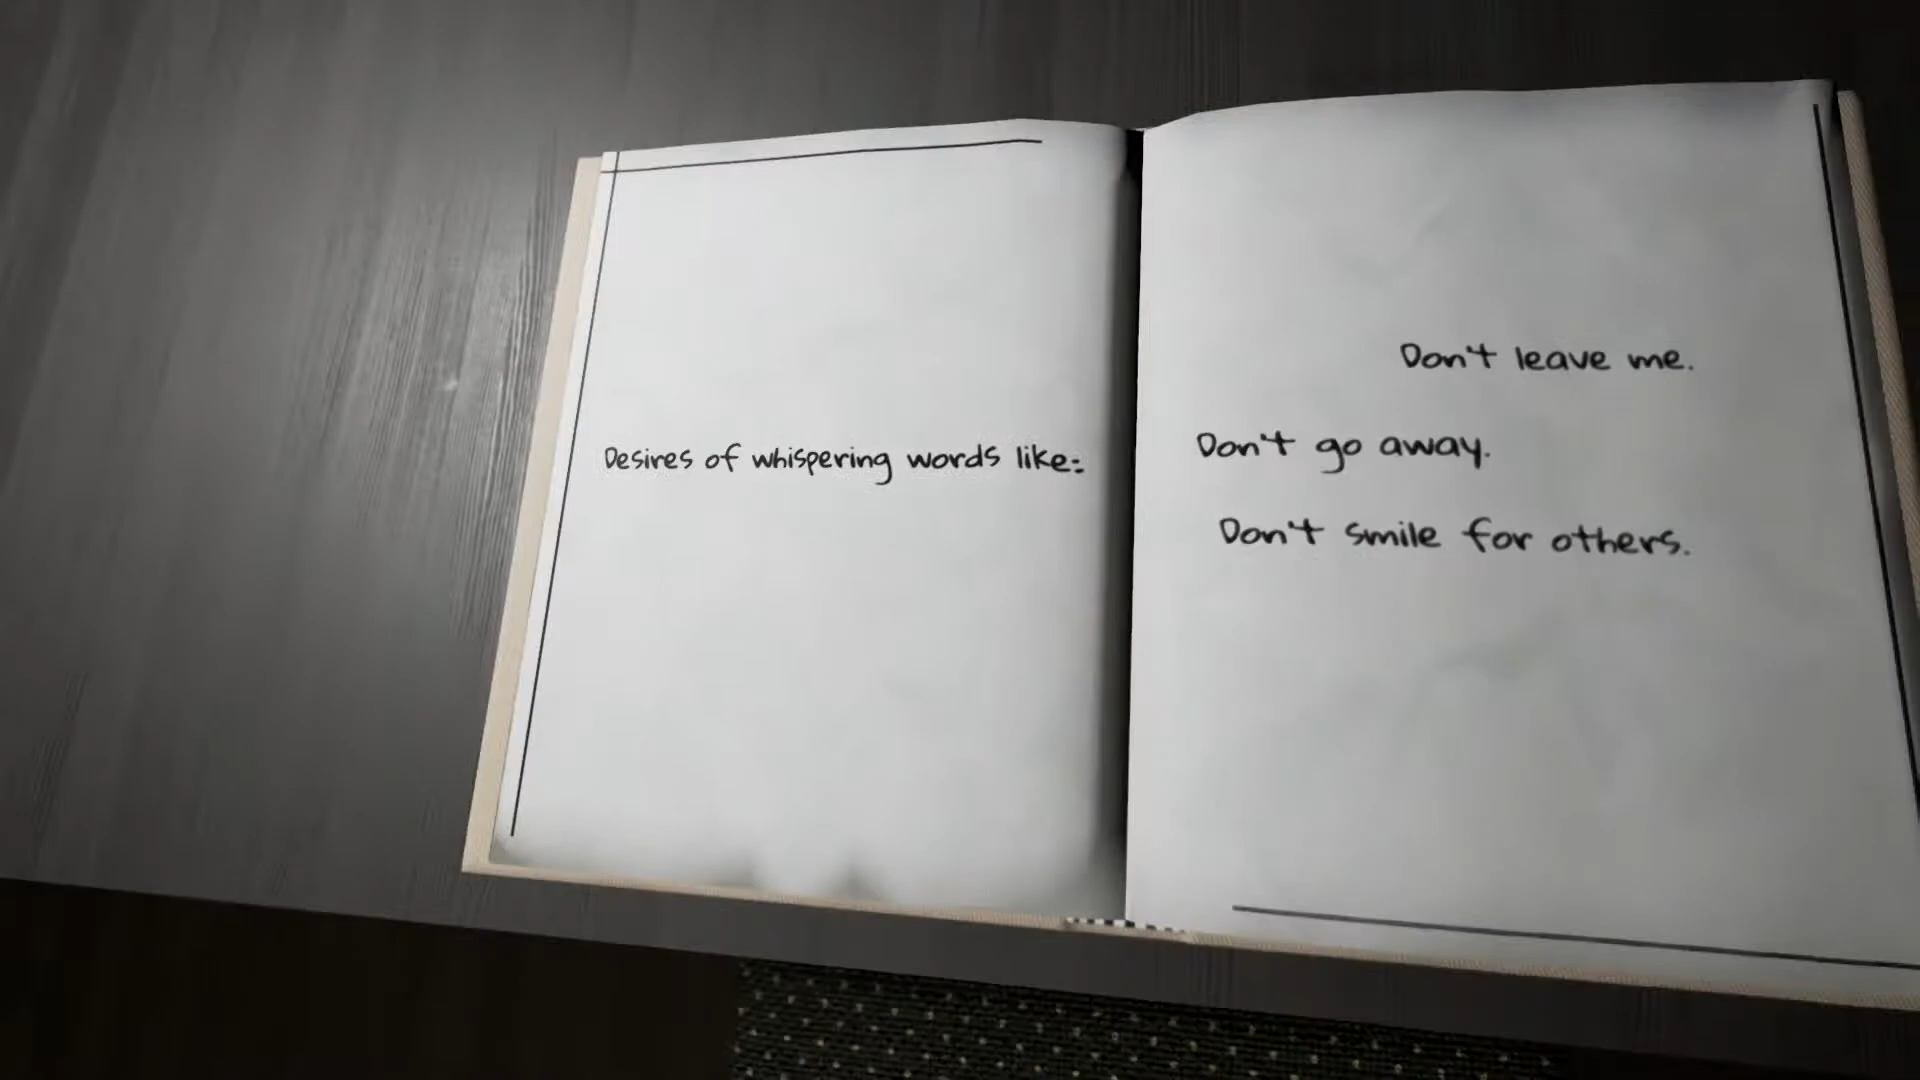 Desires of whispering words like:
Don't leave me.
Don't go away.
Don't smile for others.